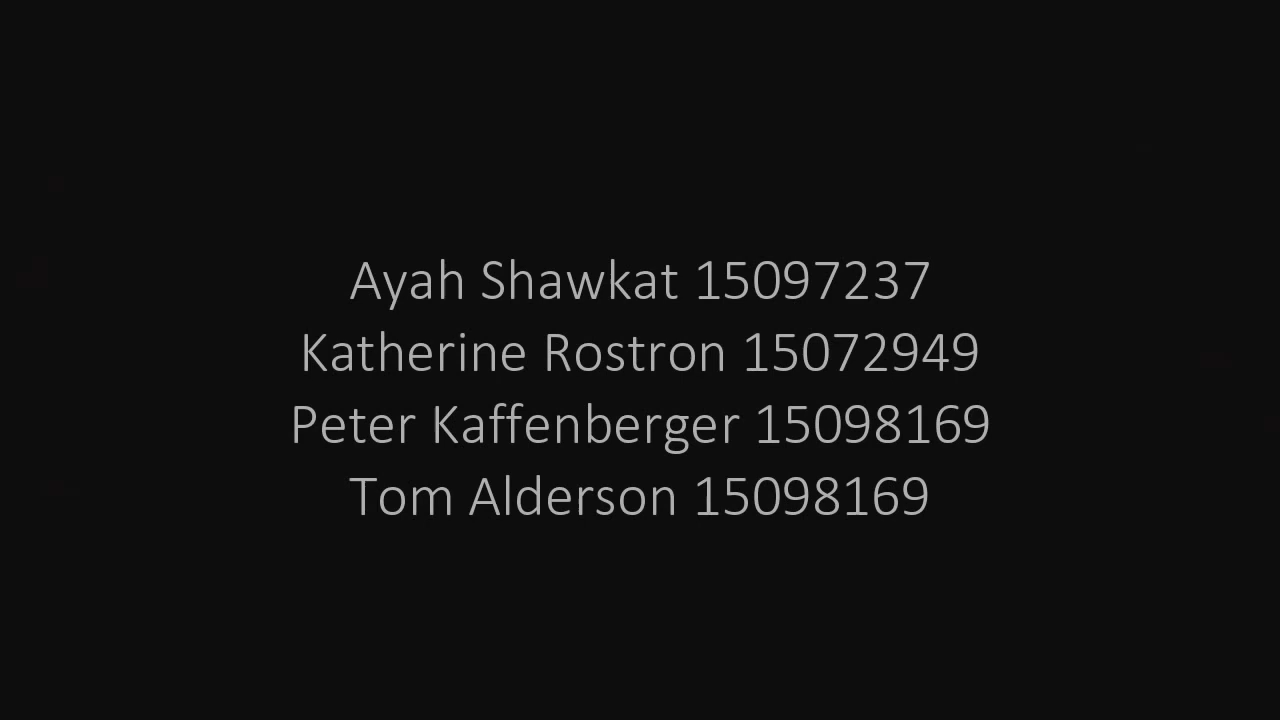 Ayah Shawkat 15097237
Katherine Rostron 15072949
Peter Kaffenberger 15098169
Tom Alderson 15098169